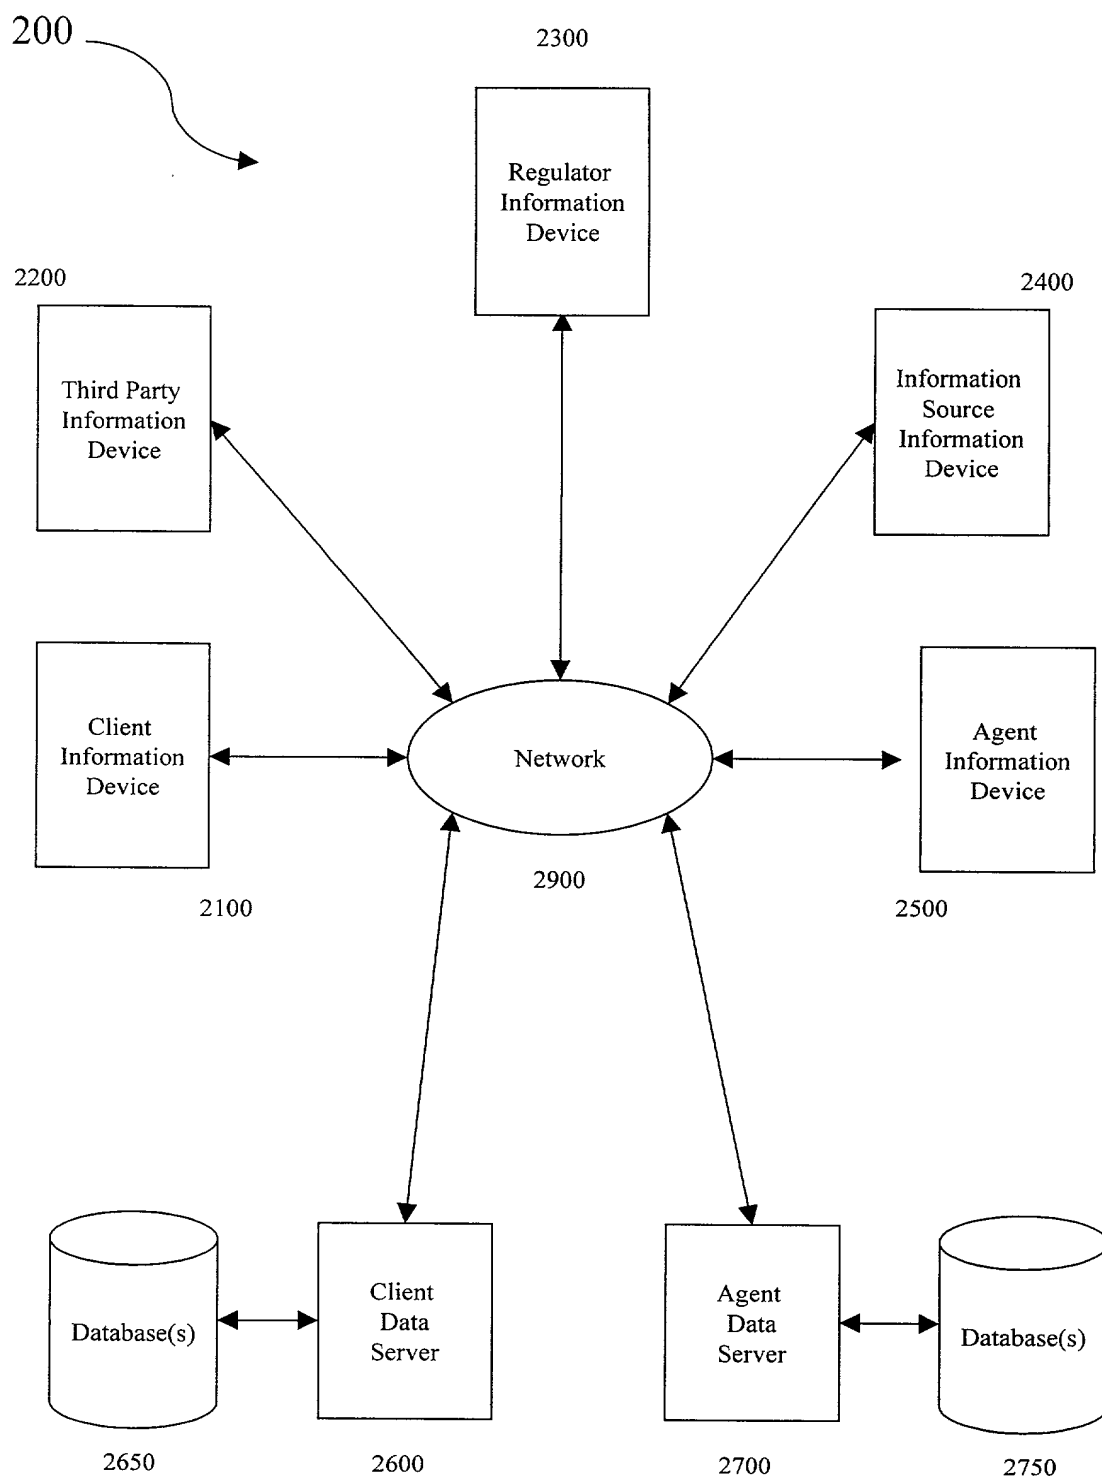 200
2300
Regulator
Information
Device
2200
2400
Third Party
Information
Device
Information
Source
Information
Device
Client
Information
Device
Network
Agent
Information
Device
2100
2900
2500
Database(s)
Client
Data
Server
Agent
Data
Server
Database(s)
2650
2600
2700
2750